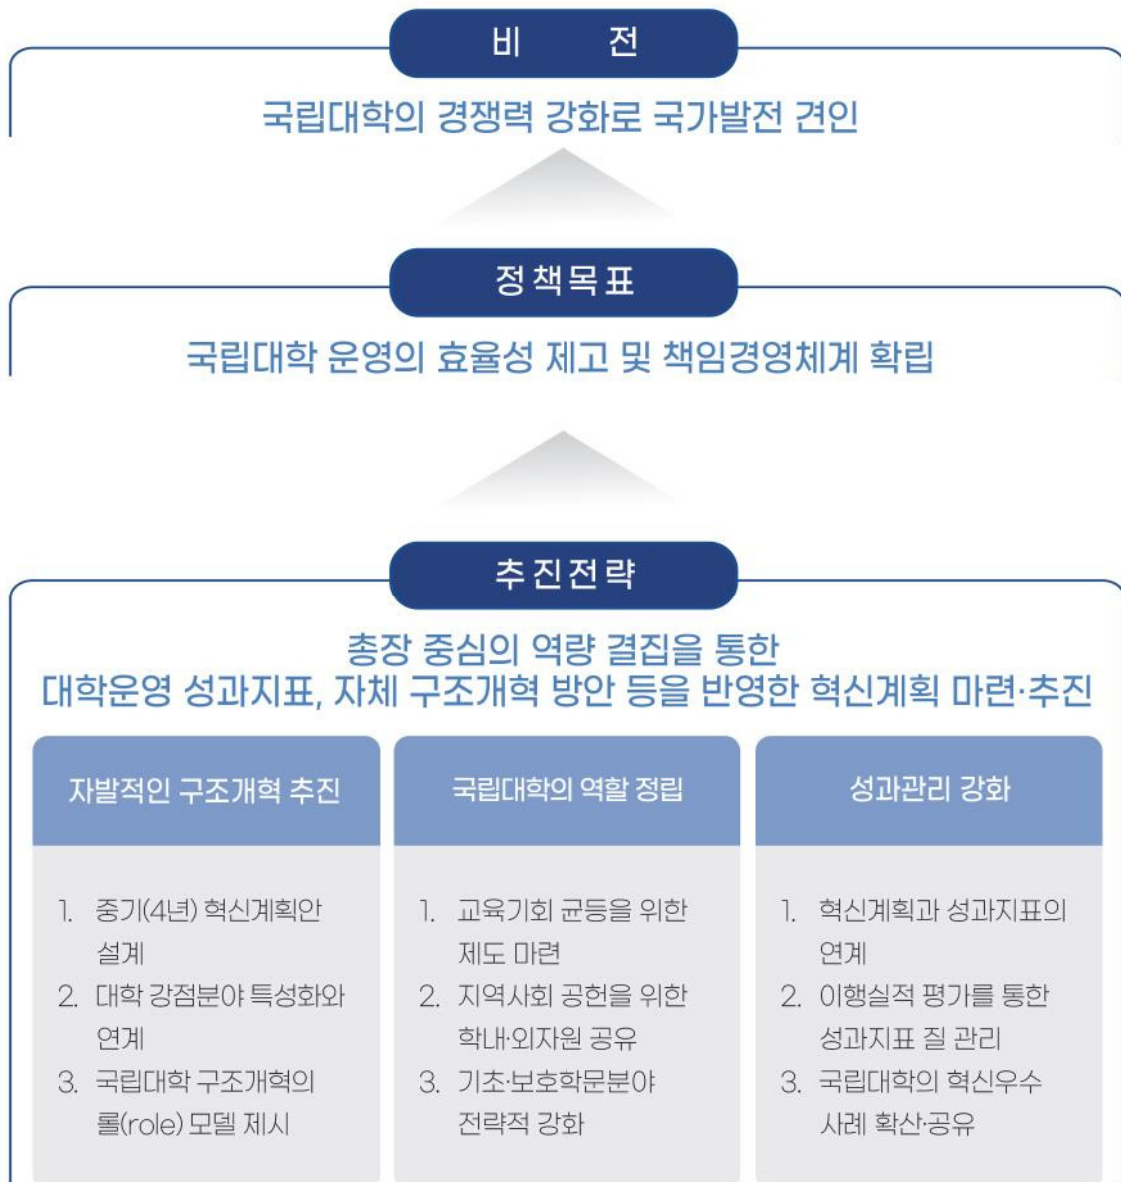 비 전
국립대학의 경쟁력 강화로 국가발전 견인
정책목표
국립대학 운영의 효율성 제고 및 책임경영체계 확립
추진전략
총장 중심의 역량 결집을 통한
대학운영 성과지표, 자체 구조개혁 방안 등을 반영한 혁신계획 마련·추진
자발적인 구조개혁 추진
1. 중기(4년) 혁신계획안
설계
2. 대학 강점분야 특성화와
연계
3. 국립대학 구조개혁의
롤(role) 모델 제시
국립대학의 역할 정립
1. 교육기회 균등을 위한
제도 마련
2. 지역사회 공헌을 위한
학내·외자원 공유
3. 기초·보호학문분야
전략적 강화
성과관리 강화
1. 혁신계획과 성과지표의
연계
2. 이행실적 평가를 통한
성과지표 질 관리
3. 국립대학의 혁신우수
사례 확산·공유